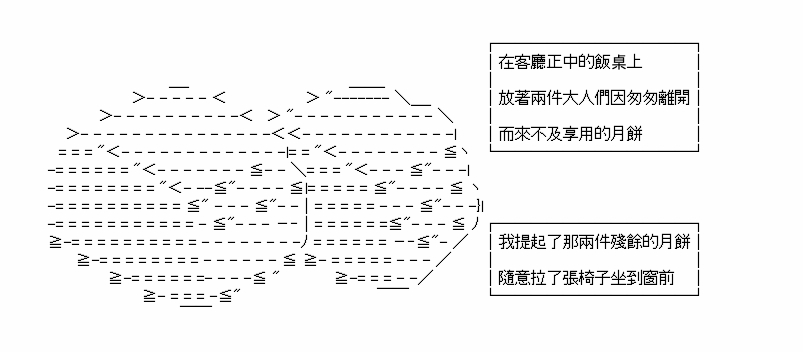 在客廳正中的飯桌上
放著兩件大人們因匆匆離開
而來不及享用的月餅
我提起了那兩件殘餘的月餅
隨意拉了張椅子坐到窗前